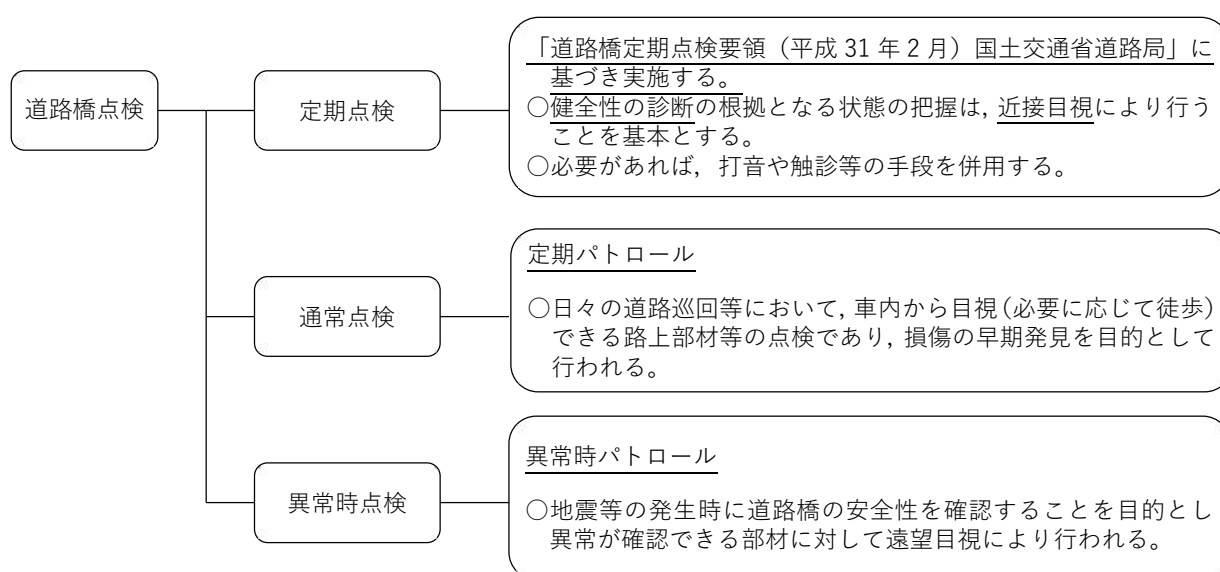 道路橋点検
定期点検
「道路橋定期点検要領（平成 31 年 2 月）国土交通省道路局」に
基づき実施する。
○健全性の診断の根拠となる状態の把握は，近接目視により行う
ことを基本とする。
○必要があれば，打音や触診等の手段を併用する。
通常点検
定期パトロール
○日々の道路巡回等において，車内から目視（必要に応じて徒歩）
できる路上部材等の点検であり，損傷の早期発見を目的として
行われる。
異常時点検
異常時パトロール
○地震等の発生時に道路橋の安全性を確認することを目的とし
異常が確認できる部材に対して遠望目視により行われる。